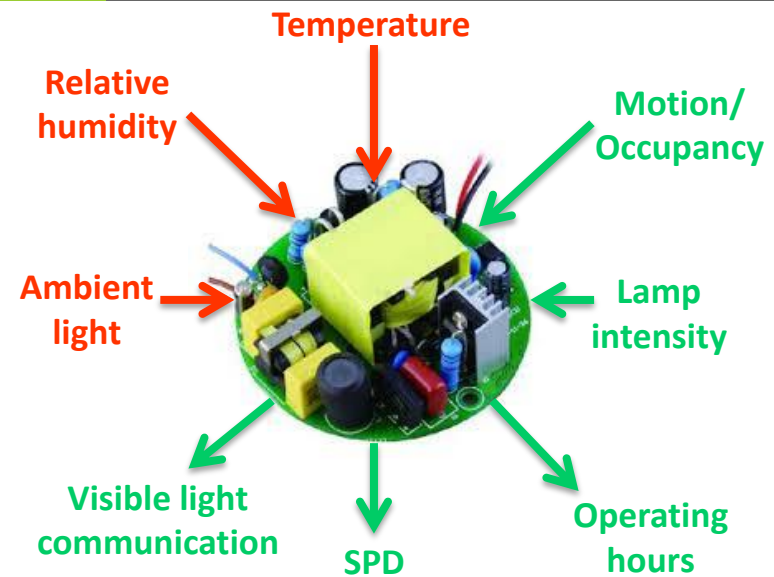 Temperature
Relative
humidity
Motion/
Occupancy
Ambient
light
Lamp
intensity
Visible light
communication
SPD
Operating
hours